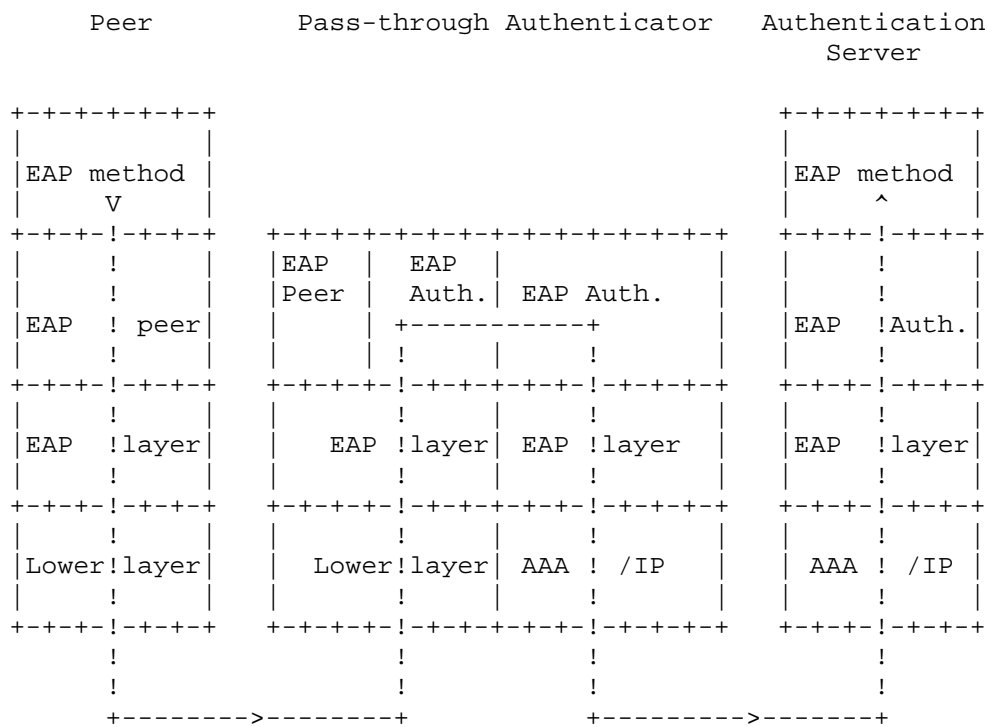 Peer Pass-through Authenticator Authentication
Server
EAP method EAP method
V ^
EAP EAP
Peer Auth. EAP Auth.
EAP ! peer EAP !Auth.
EAP !layer EAP !layer EAP !layer EAP !layer
Lower!layer Lower!layer AAA ! /IP AAA ! /IP